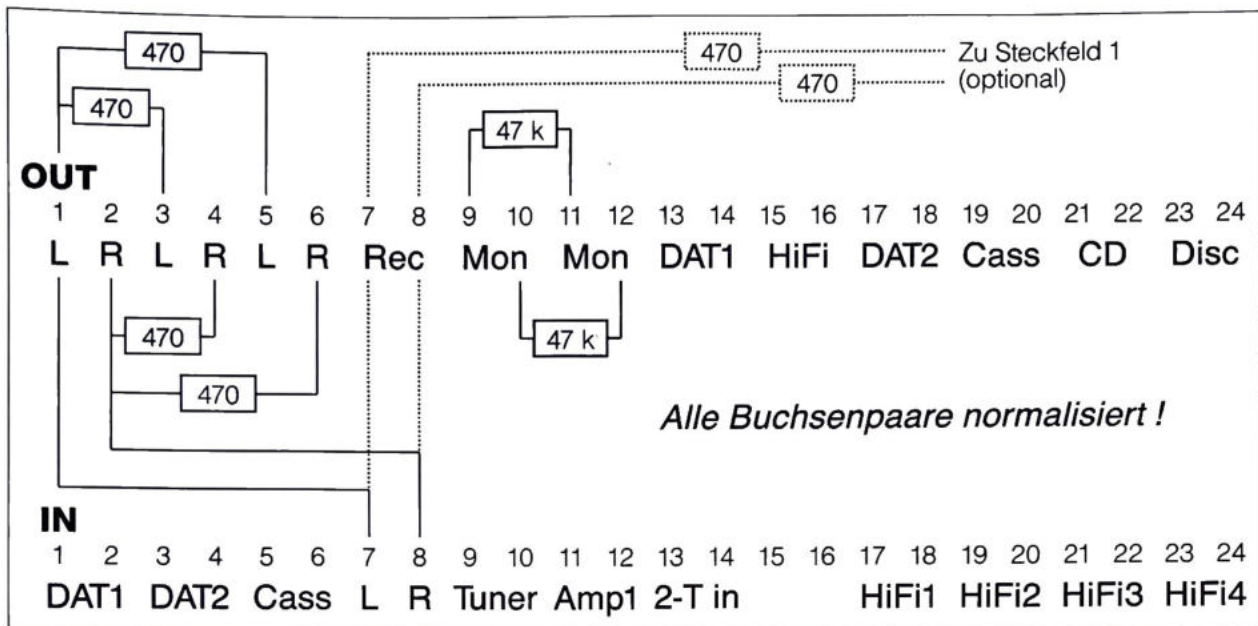 470
470 Zu Steckfeld 1
470 470 (optional)
47 k
OUT
1 2 3 4 5 6 7 8 9 10 11 12 13 14 15 16 17 18 19 20 21 22 23 24
L R L R L R Rec Mon Mon DAT1 HiFi DAT2 Cass CD Disc
470 47 k
470
Alle Buchsenpaare normalisiert !
IN
1 2 3 4 5 6 7 8 9 10 11 12 13 14 15 16 17 18 19 20 21 22 23 24
DAT1 DAT2 Cass L R Tuner Amp1 2-T in HiFi1 HiFi2 HiFi3 HiFi4